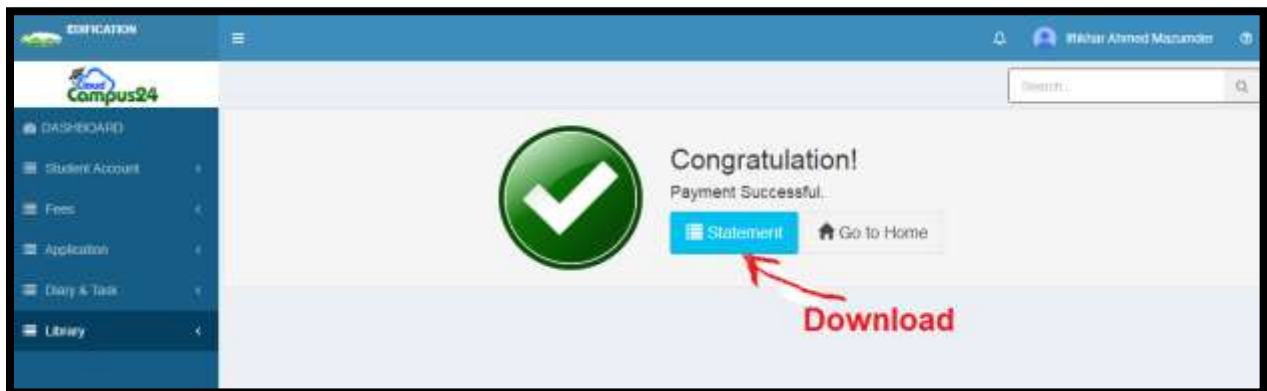 EDIFICATION
Iftikhar Ahmed Mazumder
Cloud
Campus24
Search...
DASHBOARD
Student Account
Fees
Application
Diary & Task
Library
Congratulation!
Payment Successful.
Statement
Go to Home
Download